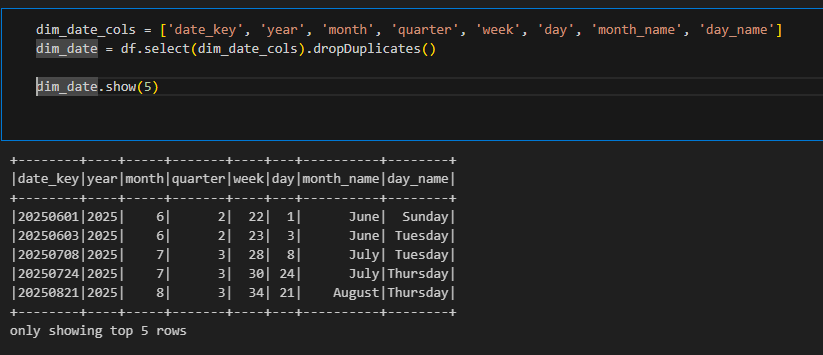 dim_date_cols = ['date_key', 'year', 'month', 'quarter', 'week', 'day', 'month_name', 'day_name']
dim_date = df.select(dim_date_cols).dropDuplicates()
dim_date.show(5)
+--------+----+-----+-------+----+---+----------+--------+
|date_key|year|month|quarter|week|day|month_name|day_name|
+--------+----+-----+-------+----+---+----------+--------+
|20250601|2025|    6|      2|  22|  1|      June|  Sunday|
|20250603|2025|    6|      2|  23|  3|      June| Tuesday|
|20250708|2025|    7|      3|  28|  8|      July| Tuesday|
|20250724|2025|    7|      3|  30| 24|      July|Thursday|
|20250821|2025|    8|      3|  34| 21|    August|Thursday|
+--------+----+-----+-------+----+---+----------+--------+
only showing top 5 rows